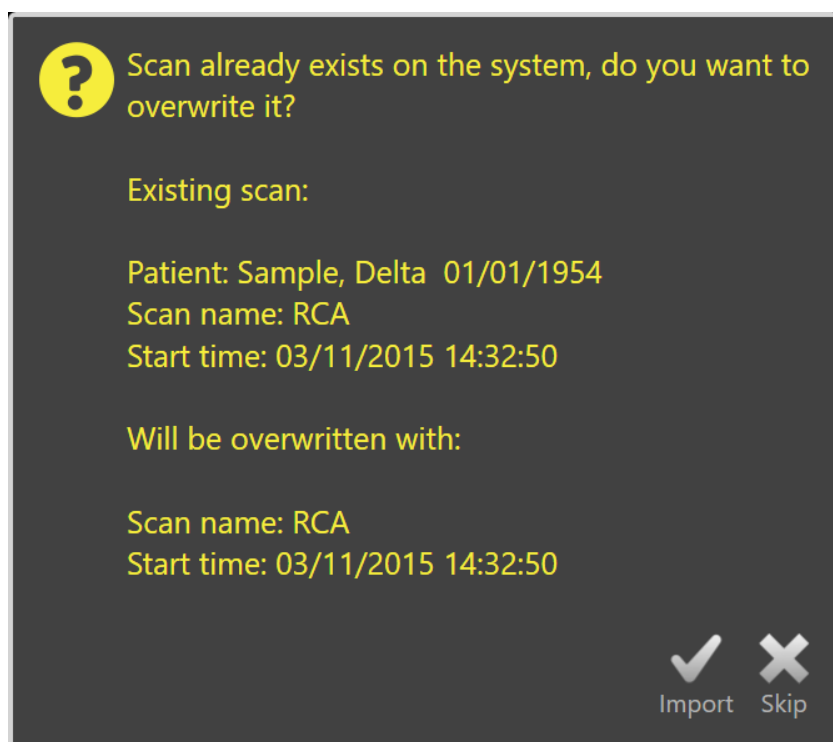 ?
Scan already exists on the system, do you want to
overwrite it?
Existing scan:
Patient: Sample, Delta  01/01/1954
Scan name: RCA
Start time: 03/11/2015 14:32:50
Will be overwritten with:
Scan name: RCA
Start time: 03/11/2015 14:32:50
Import Skip